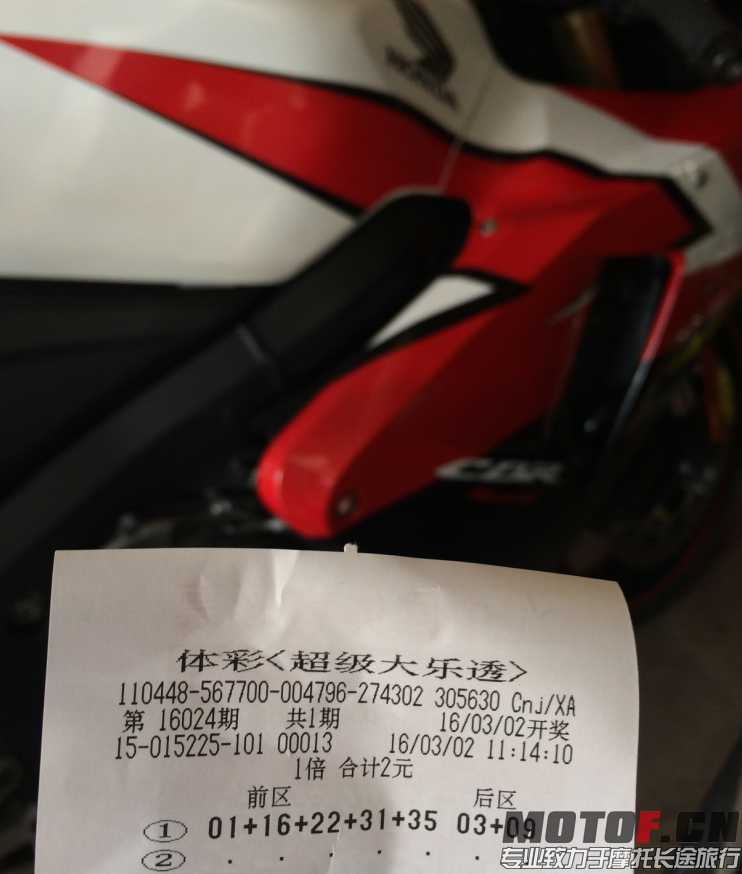 HONDA
CBR
体彩<超级大乐透>
110448-567700-004796-274302 305630 Cnj/XA
第 16024期 共1期 16/03/02开奖
15-015225-101 00013 16/03/02 11:14:10
1倍 合计2元
前区 后区
① 01+16+22+31+35 03+09
② . . . . . .
MOTOF.CN
专业致力于摩托长途旅行